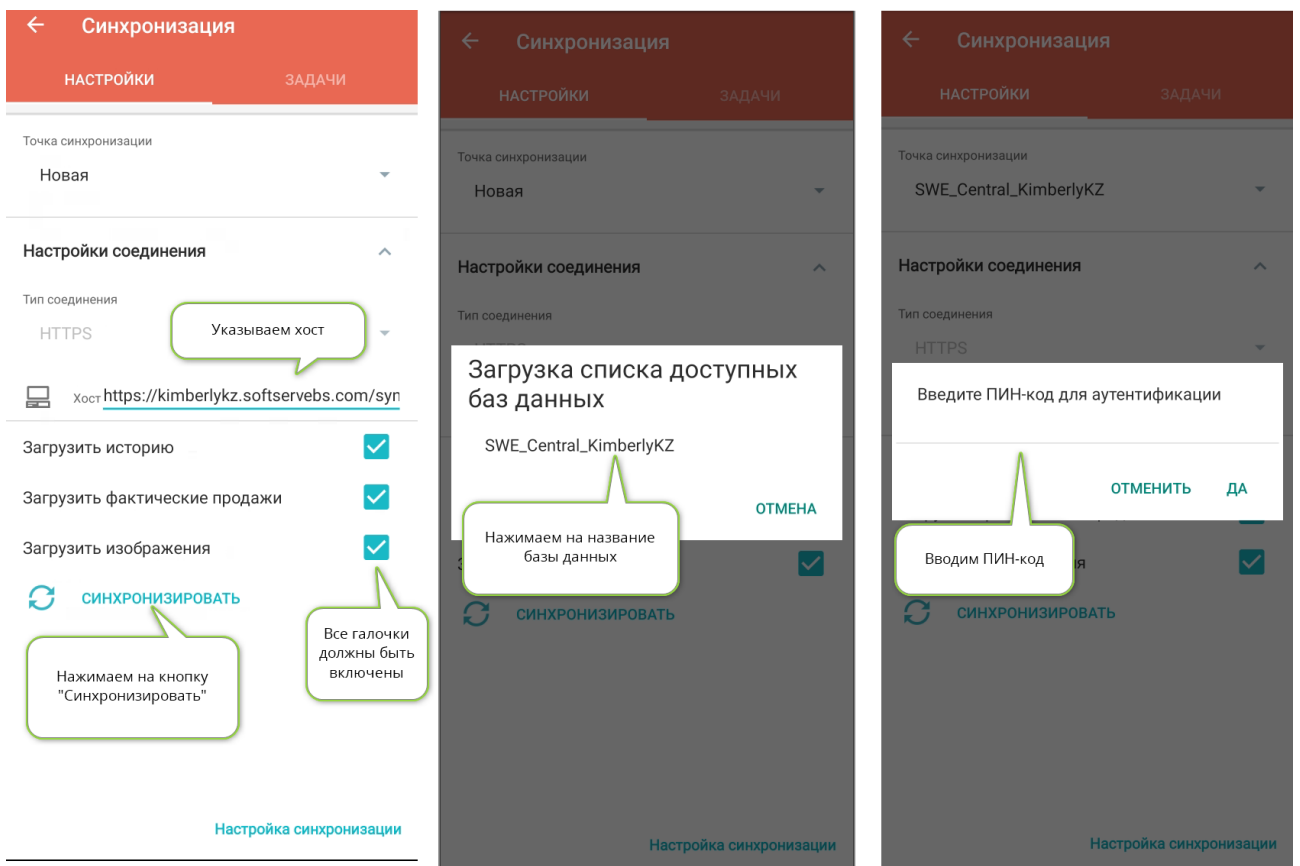 Синхронизация
НАСТРОЙКИ ЗАДАЧИ
Точка синхронизации
Новая
Настройки соединения
Тип соединения
HTTPS
Указываем хост
Хост https://kimberlykz.softservebs.com/syn
Загрузить историю
Загрузить фактические продажи
Загрузить изображения
СИНХРОНИЗИРОВАТЬ
Все галочки
должны быть
включены
Нажимаем на кнопку
"Синхронизировать"
Настройка синхронизации
Синхронизация
НАСТРОЙКИ ЗАДАЧИ
Точка синхронизации
Новая
Настройки соединения
Тип соединения
Загрузка списка доступных
баз данных
SWE_Central_KimberlyKZ
ОТМЕНА
Нажимаем на название
базы данных
СИНХРОНИЗИРОВАТЬ
Настройка синхронизации
Синхронизация
НАСТРОЙКИ ЗАДАЧИ
Точка синхронизации
SWE_Central_KimberlyKZ
Настройки соединения
Тип соединения
HTTPS
Введите ПИН-код для аутентификации
ОТМЕНИТЬ ДА
Вводим ПИН-код
СИНХРОНИЗИРОВАТЬ
Настройка синхронизации